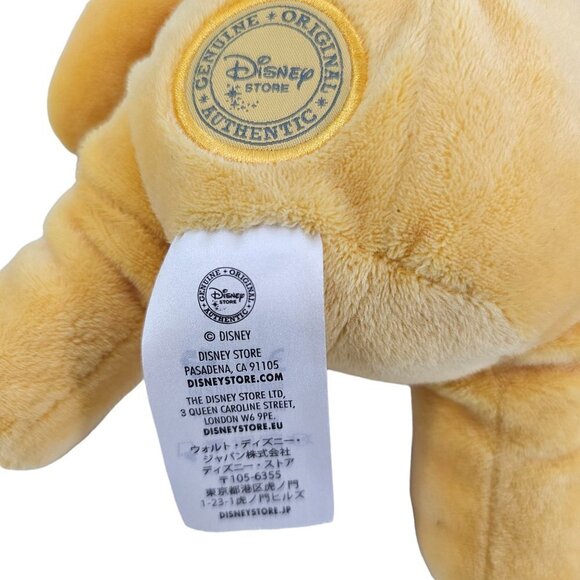 GENUINE • ORIGINAL
Disney
STORE
AUTHENTIC
GENUINE • ORIGINAL
Disney
STORE
AUTHENTIC
© DISNEY
DISNEY STORE
PASADENA, CA 91105
DISNEYSTORE.COM
THE DISNEY STORE LTD,
3 QUEEN CAROLINE STREET,
LONDON W6 9PE.
DISNEYSTORE.EU
ウォルト・ディズニー・
ジャパン株式会社
ディズニー・ストア
〒105-6355
東京都港区虎ノ門
1-23-1虎ノ門ヒルズ
DISNEYSTORE.JP